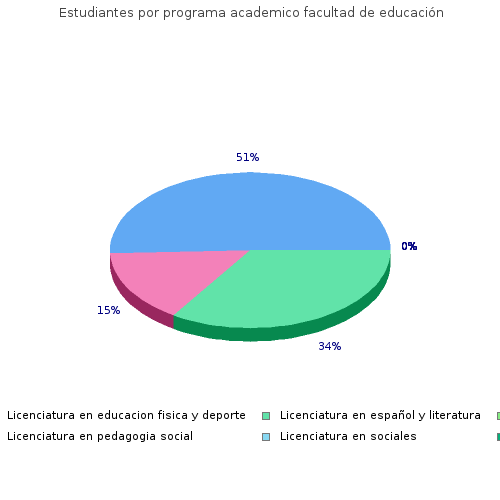 Estudiantes por programa academico facultad de educación
51%
0%
15%
34%
Licenciatura en educacion fisica y deporte Licenciatura en español y literatura
Licenciatura en pedagogia social Licenciatura en sociales